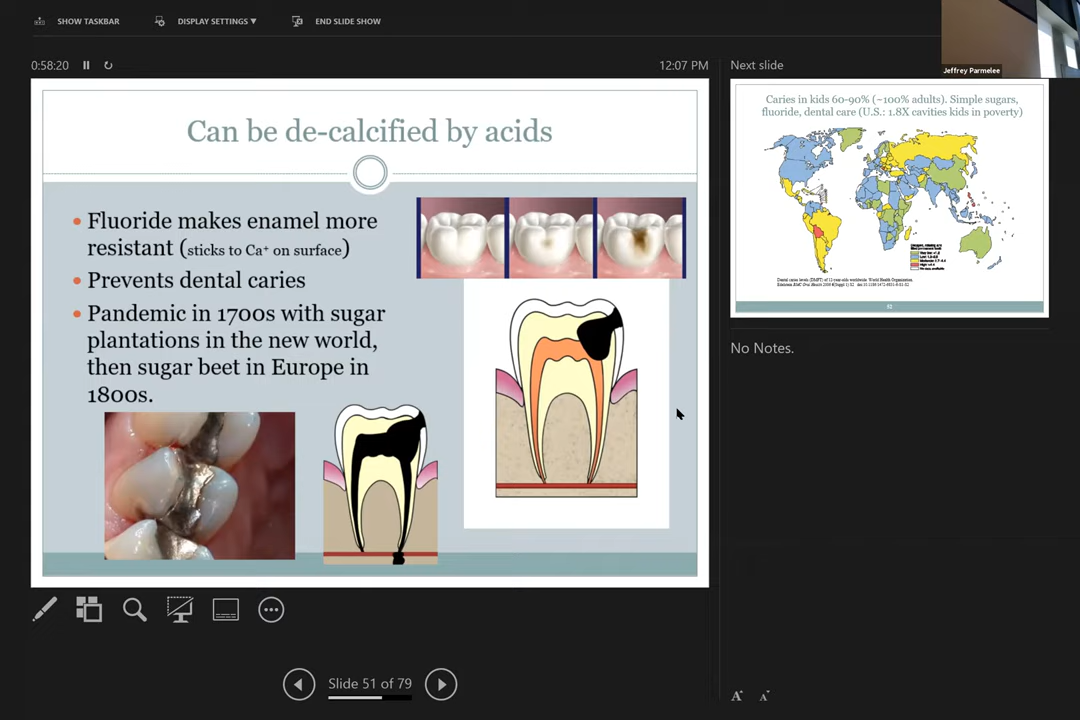 SHOW TASKBAR
DISPLAY SETTINGS ▼
END SLIDE SHOW
Jeffrey Parmelee
0:58:20
12:07 PM
Next slide
Can be de-calcified by acids
• Fluoride makes enamel more
resistant (sticks to Ca⁺ on surface)
• Prevents dental caries
• Pandemic in 1700s with sugar
plantations in the new world,
then sugar beet in Europe in
1800s.
Caries in kids 60-90% (~100% adults). Simple sugars,
fluoride, dental care (U.S.: 1.8X cavities kids in poverty)
52
No Notes.
Slide 51 of 79
A
A